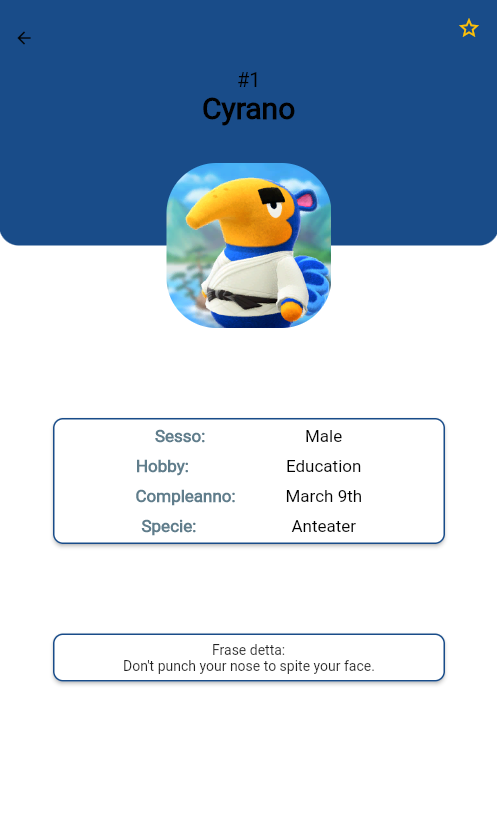 #1
Cyrano
Sesso: Male
Hobby: Education
Compleanno: March 9th
Specie: Anteater
Frase detta:
Don't punch your nose to spite your face.